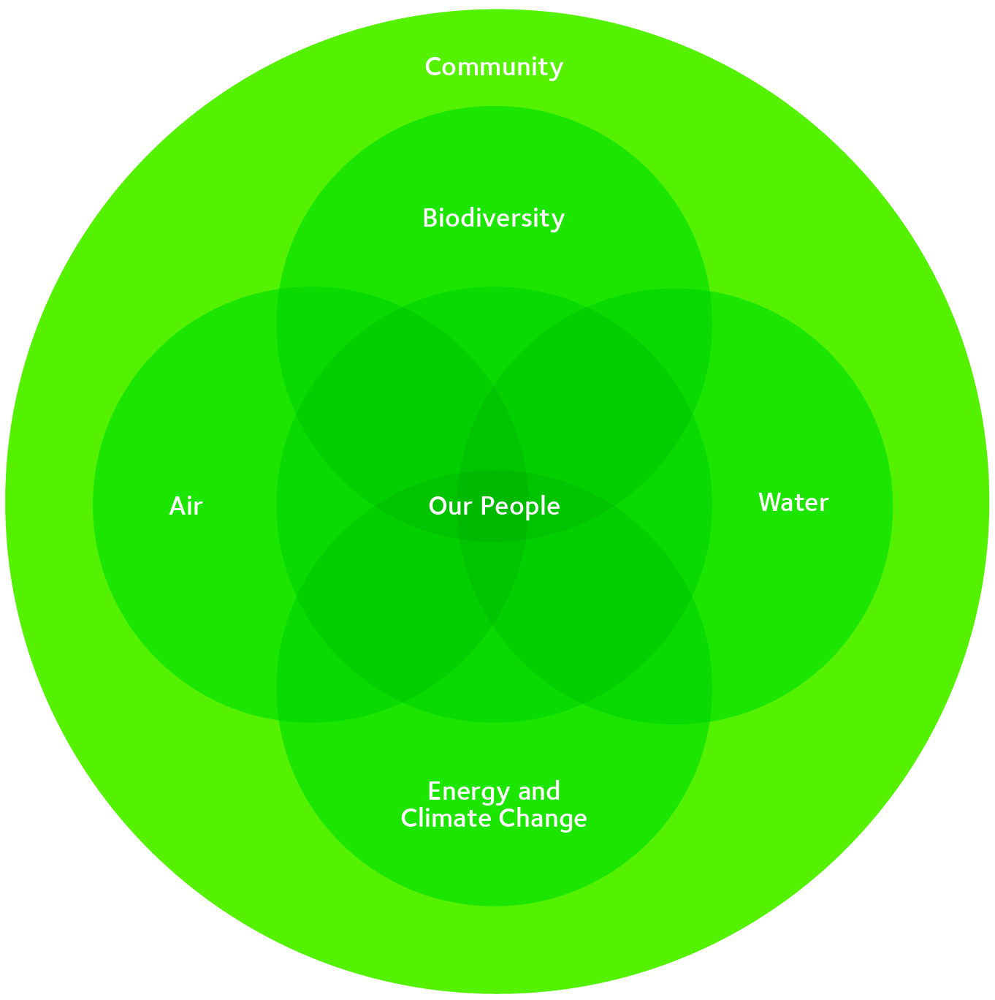 Community
Biodiversity
Air
Our People
Water
Energy and
Climate Change